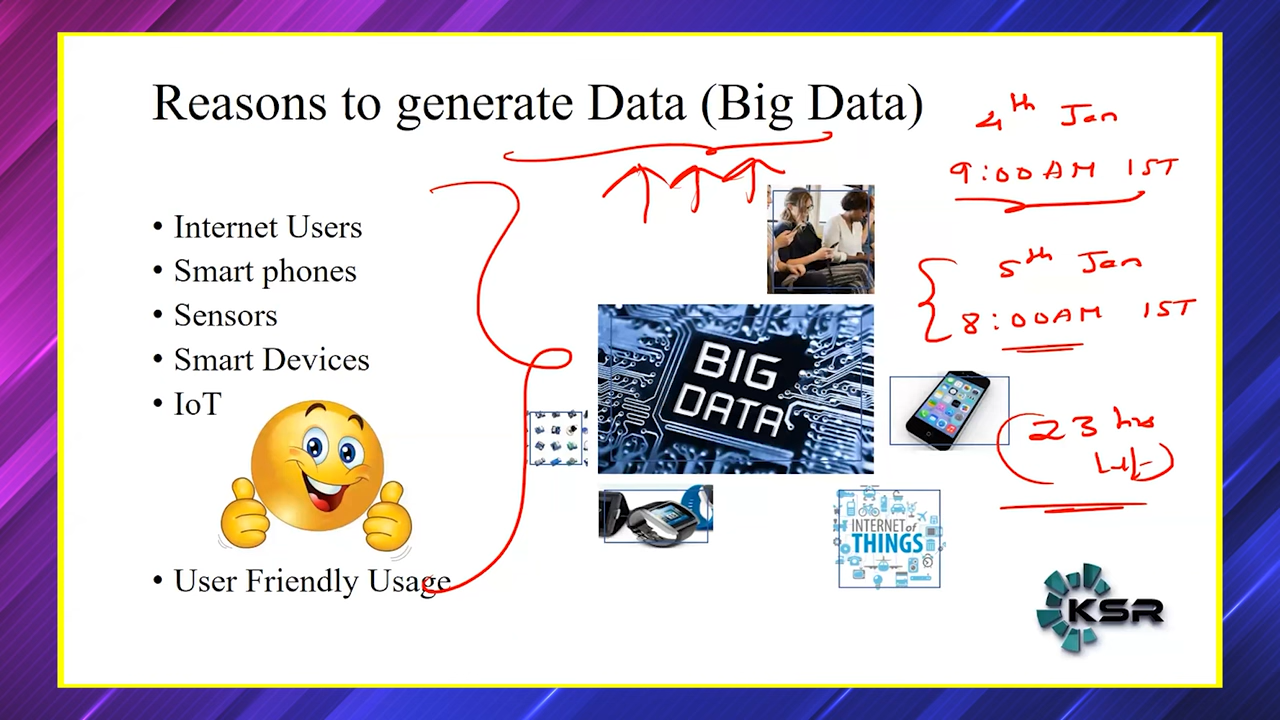 Reasons to generate Data (Big Data)
4th Jan
9:00AM IST
• Internet Users
• Smart phones
• Sensors
• Smart Devices
• IoT
5th Jan
8:00AM IST
BIG
DATA
23 hrs
INTERNET of
THINGS
• User Friendly Usage
KSR